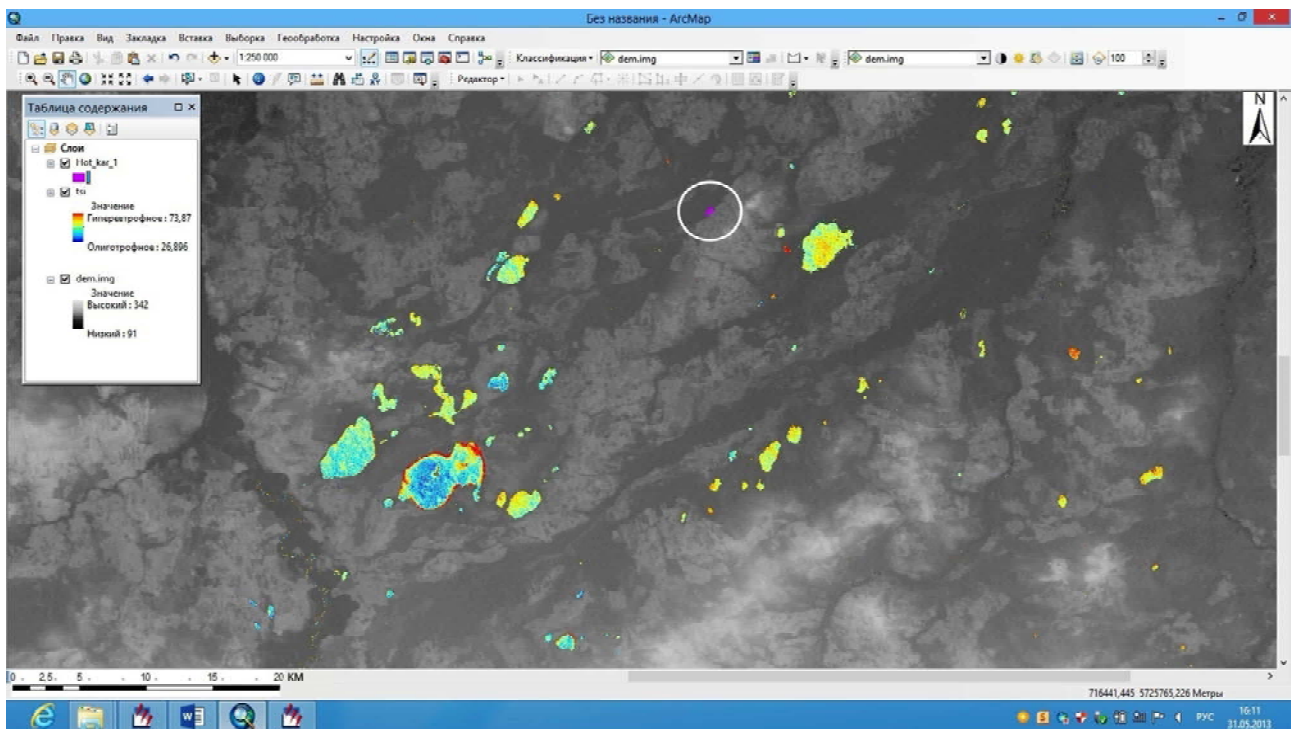 Без названия - ArcMap
Файл Правка Вид Закладка Вставка Выборка Геообработка Настройка Окна Справка
1:250 000 Классификация dem.img dem.img 100
Редактор
Таблица содержания
Слои
Hot_kar_1
tsi
Значение
Гиперевтрофное : 73,87
Олиготрофное : 26,896
dem.img
Значение
Высокий : 342
Низкий : 91
N
0 2.5 5 10 15 20 KM
716441,445 5725765,226 Метры
РУС
16:11
31.05.2013